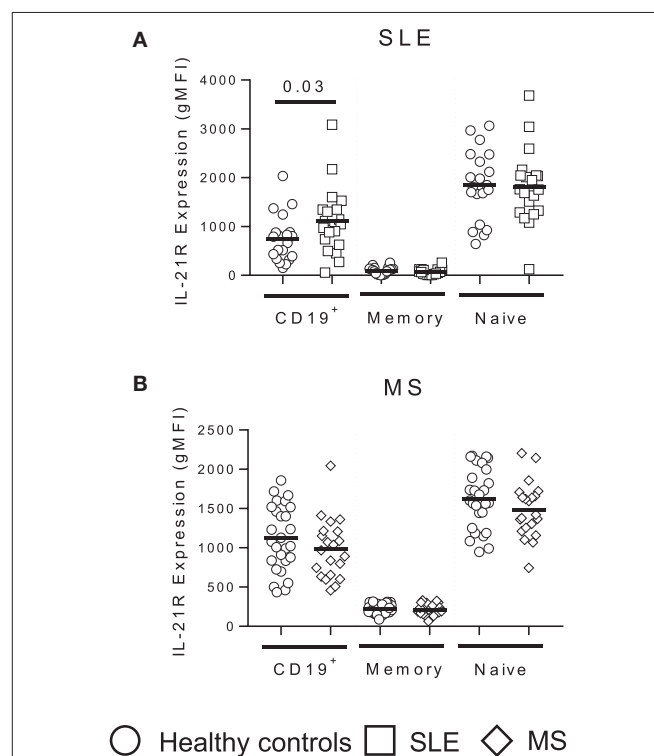 A
SLE
IL-21R Expression (gMFI)
4000
3000
2000
1000
0
0.03
CD19+
Memory
Naive
B
MS
IL-21R Expression (gMFI)
2500
2000
1500
1000
500
0
CD19+
Memory
Naive
Healthy controls SLE MS